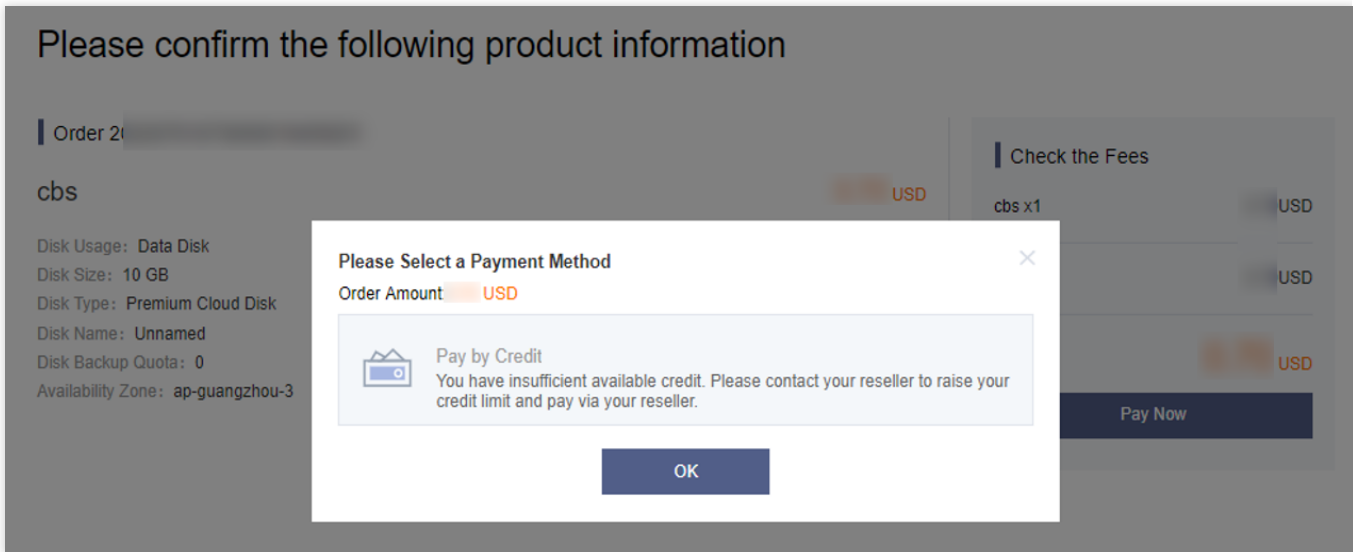 Please confirm the following product information
Order 2
cbs
USD
Disk Usage: Data Disk
Disk Size: 10 GB
Disk Type: Premium Cloud Disk
Disk Name: Unnamed
Disk Backup Quota: 0
Availability Zone: ap-guangzhou-3
Check the Fees
cbs x1 USD
USD
USD
Pay Now
Please Select a Payment Method
Order Amount USD
Pay by Credit
You have insufficient available credit. Please contact your reseller to raise your
credit limit and pay via your reseller.
OK